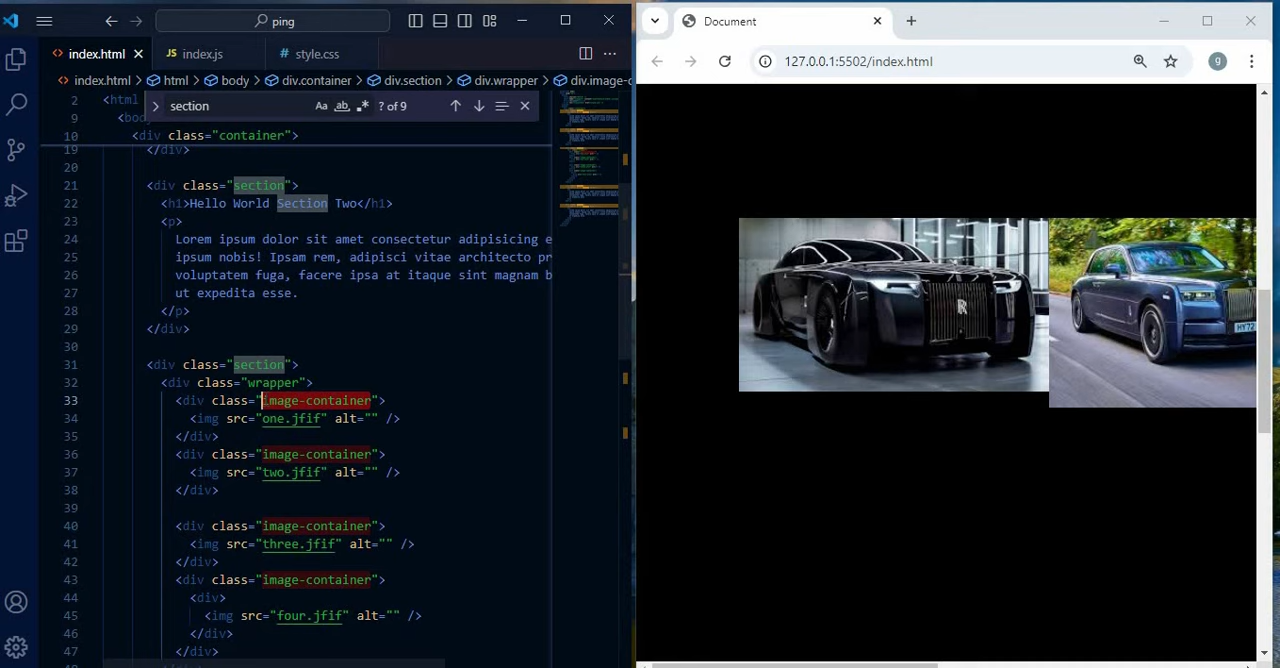 ping
index.html
index.js
style.css
index.html html body div.container div.section div.wrapper div.image-c
section Aa ab ? of 9
2 <html
9 <body
10 <div class="container">
19 </div>
20
21 <div class="section">
22 <h1>Hello World Section Two</h1>
23 <p>
24 Lorem ipsum dolor sit amet consectetur adipisicing e
25 ipsum nobis! Ipsam rem, adipisci vitae architecto pr
26 voluptatem fuga, facere ipsa at itaque sint magnam b
27 ut expedita esse.
28 </p>
29 </div>
30
31 <div class="section">
32 <div class="wrapper">
33 <div class="image-container">
34 <img src="one.jfif" alt="" />
35 </div>
36 <div class="image-container">
37 <img src="two.jfif" alt="" />
38 </div>
39
40 <div class="image-container">
41 <img src="three.jfif" alt="" />
42 </div>
43 <div class="image-container">
44 <div>
45 <img src="four.jfif" alt="" />
46 </div>
47 </div>
Document
127.0.0.1:5502/index.html
9